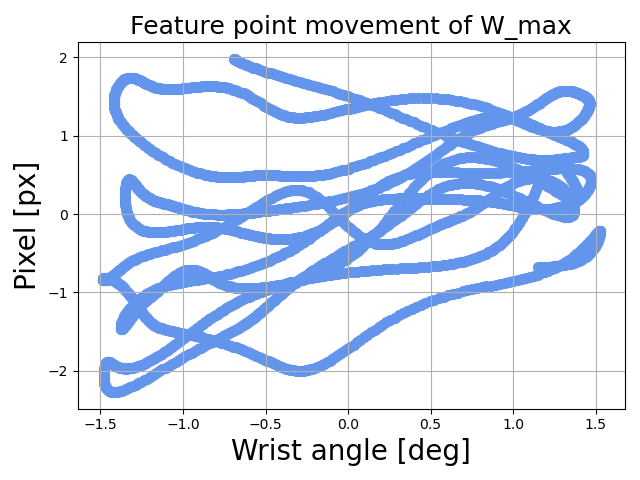 Feature point movement of W_max
Pixel [px]
2
1
0
−1
−2
−1.5 −1.0 −0.5 0.0 0.5 1.0 1.5
Wrist angle [deg]